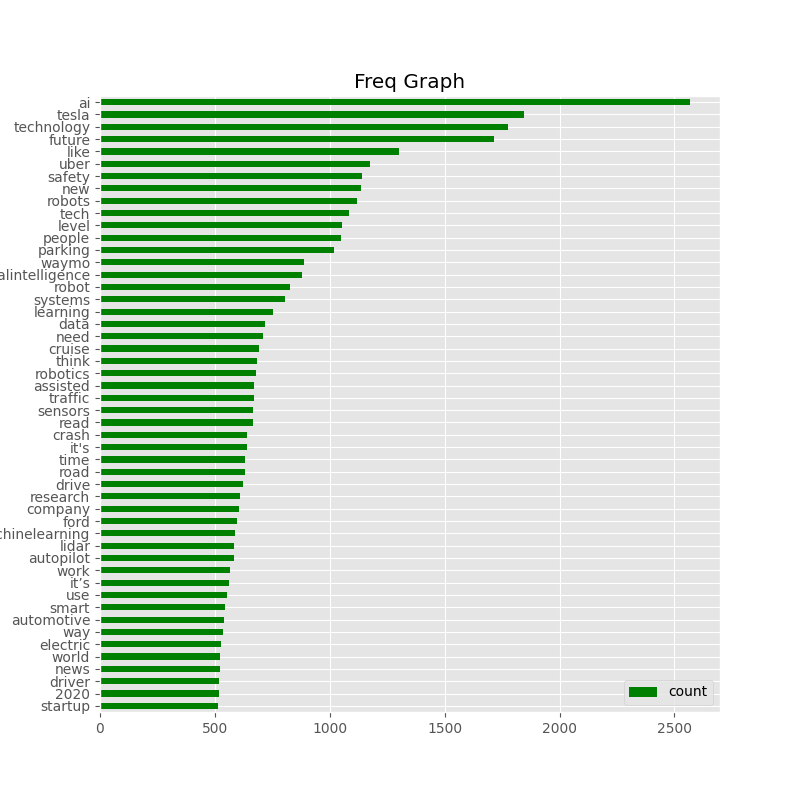 Freq Graph
ai
tesla
technology
future
like
uber
safety
new
robots
tech
level
people
parking
waymo
alintelligence
robot
systems
learning
data
need
cruise
think
robotics
assisted
traffic
sensors
read
crash
it's
time
road
drive
research
company
ford
chinelearning
lidar
autopilot
work
it’s
use
smart
automotive
way
electric
world
news
driver
2020
startup
count
0 500 1000 1500 2000 2500